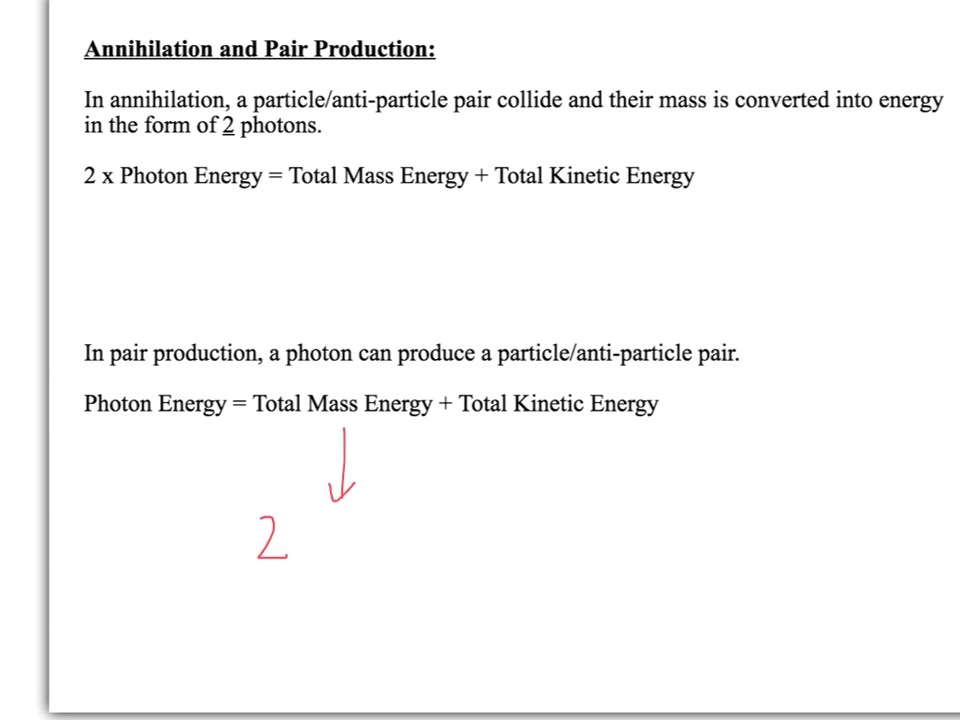 Annihilation and Pair Production:
In annihilation, a particle/anti-particle pair collide and their mass is converted into energy
in the form of 2 photons.
2 x Photon Energy = Total Mass Energy + Total Kinetic Energy
In pair production, a photon can produce a particle/anti-particle pair.
Photon Energy = Total Mass Energy + Total Kinetic Energy
2